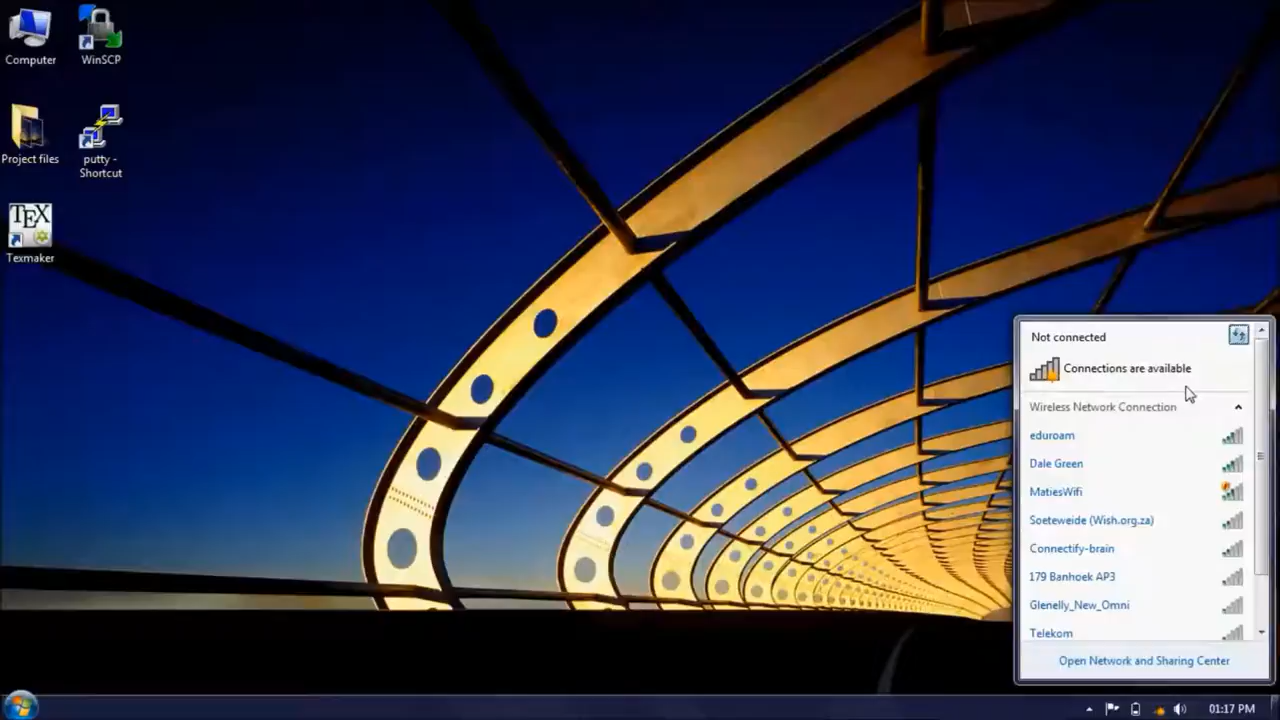 Computer
WinSCP
Project files
putty -
Shortcut
TEX
Texmaker
Not connected
Connections are available
Wireless Network Connection
eduroam
Dale Green
MatiesWifi
Soeteweide (Wish.org.za)
Connectify-brain
179 Banhoek AP3
Glenelly_New_Omni
Telekom
Open Network and Sharing Center
01:17 PM